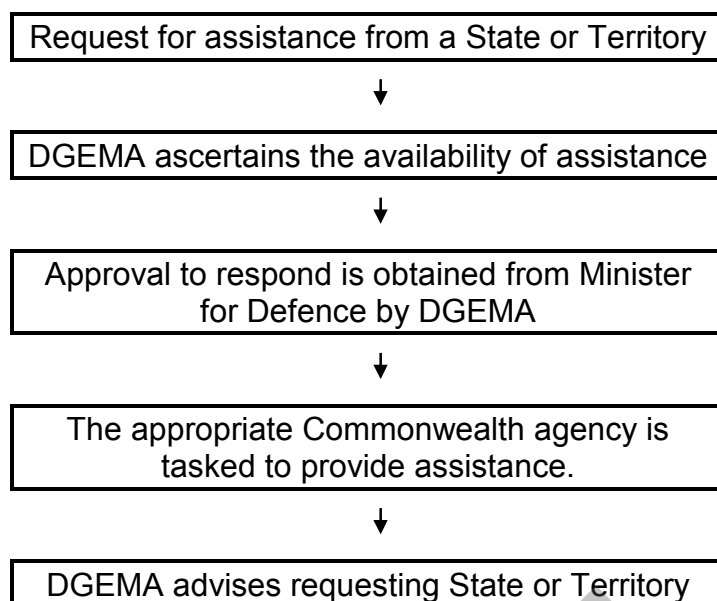 Request for assistance from a State or Territory
DGEMA ascertains the availability of assistance
Approval to respond is obtained from Minister
for Defence by DGEMA
The appropriate Commonwealth agency is
tasked to provide assistance.
DGEMA advises requesting State or Territory